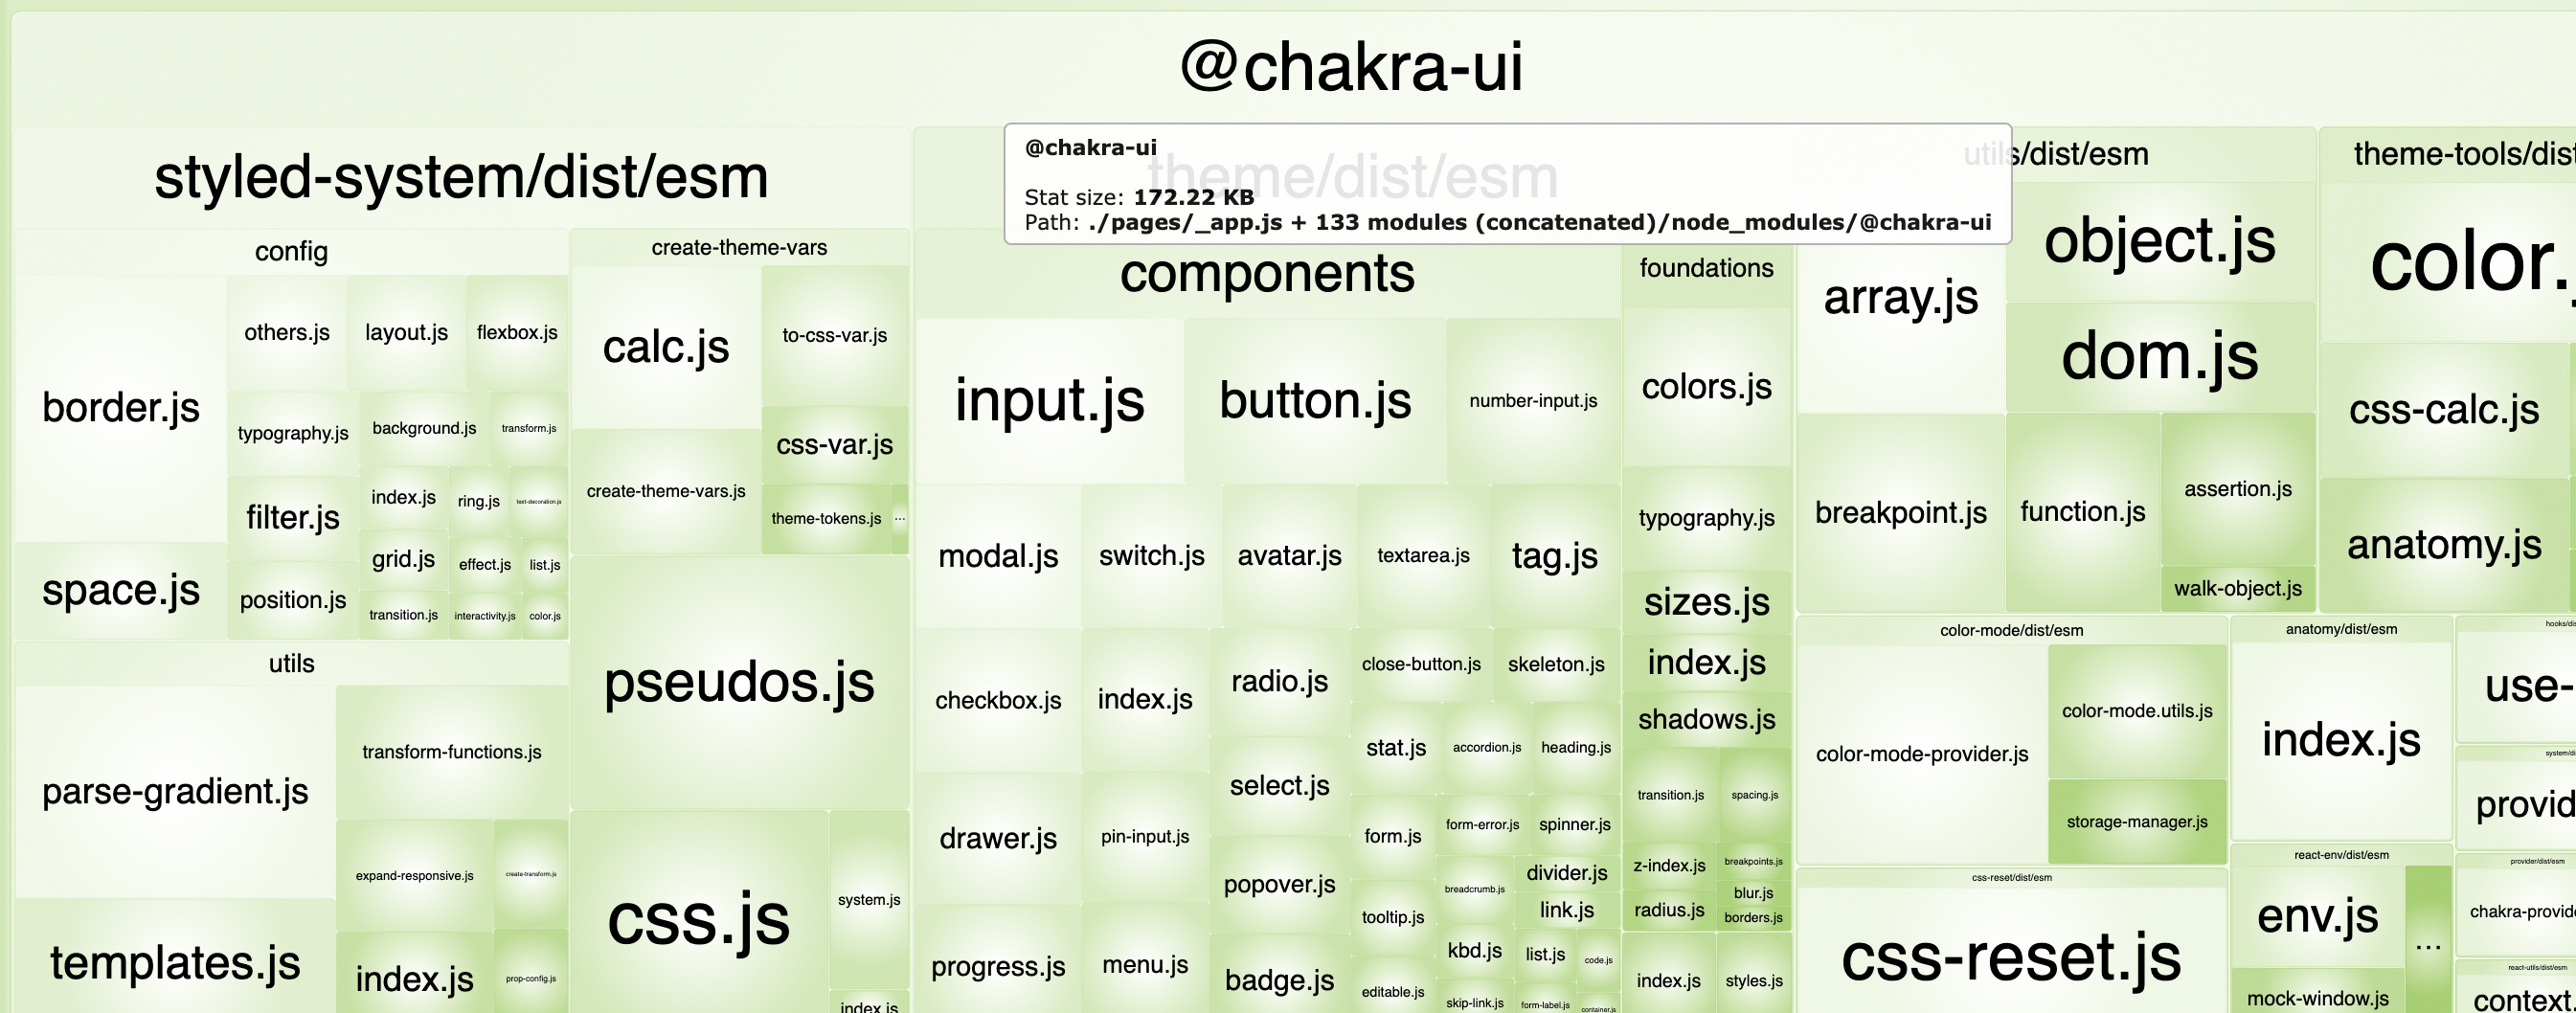 @chakra-ui
@chakra-ui
Stat size: 172.22 KB
Path: ./pages/_app.js + 133 modules (concatenated)/node_modules/@chakra-ui
styled-system/dist/esm
config
border.js
space.js
others.js
layout.js
flexbox.js
typography.js
background.js
transform.js
filter.js
index.js
ring.js
text-decoration.js
position.js
grid.js
effect.js
list.js
transition.js
interactivity.js
color.js
utils
parse-gradient.js
templates.js
transform-functions.js
expand-responsive.js
create-transform.js
index.js
prop-config.js
create-theme-vars
calc.js
create-theme-vars.js
to-css-var.js
css-var.js
theme-tokens.js
...
pseudos.js
css.js
system.js
index.js
theme/dist/esm
components
input.js
button.js
number-input.js
modal.js
switch.js
avatar.js
textarea.js
tag.js
checkbox.js
index.js
radio.js
close-button.js
skeleton.js
drawer.js
pin-input.js
select.js
stat.js
accordion.js
heading.js
form.js
form-error.js
spinner.js
progress.js
menu.js
popover.js
badge.js
tooltip.js
breadcrumb.js
divider.js
link.js
editable.js
kbd.js
list.js
code.js
skip-link.js
form-label.js
container.js
foundations
colors.js
typography.js
sizes.js
index.js
shadows.js
transition.js
spacing.js
z-index.js
breakpoints.js
blur.js
radius.js
borders.js
index.js
styles.js
utils/dist/esm
array.js
object.js
dom.js
breakpoint.js
function.js
assertion.js
walk-object.js
theme-tools/dist
color.
css-calc.js
anatomy.js
color-mode/dist/esm
color-mode-provider.js
color-mode.utils.js
storage-manager.js
css-reset/dist/esm
css-reset.js
anatomy/dist/esm
index.js
react-env/dist/esm
env.js
...
mock-window.js
hooks/dis
use-
system/di
provid
provider/dist/esm
chakra-provide
react-utils/dist/esm
context.